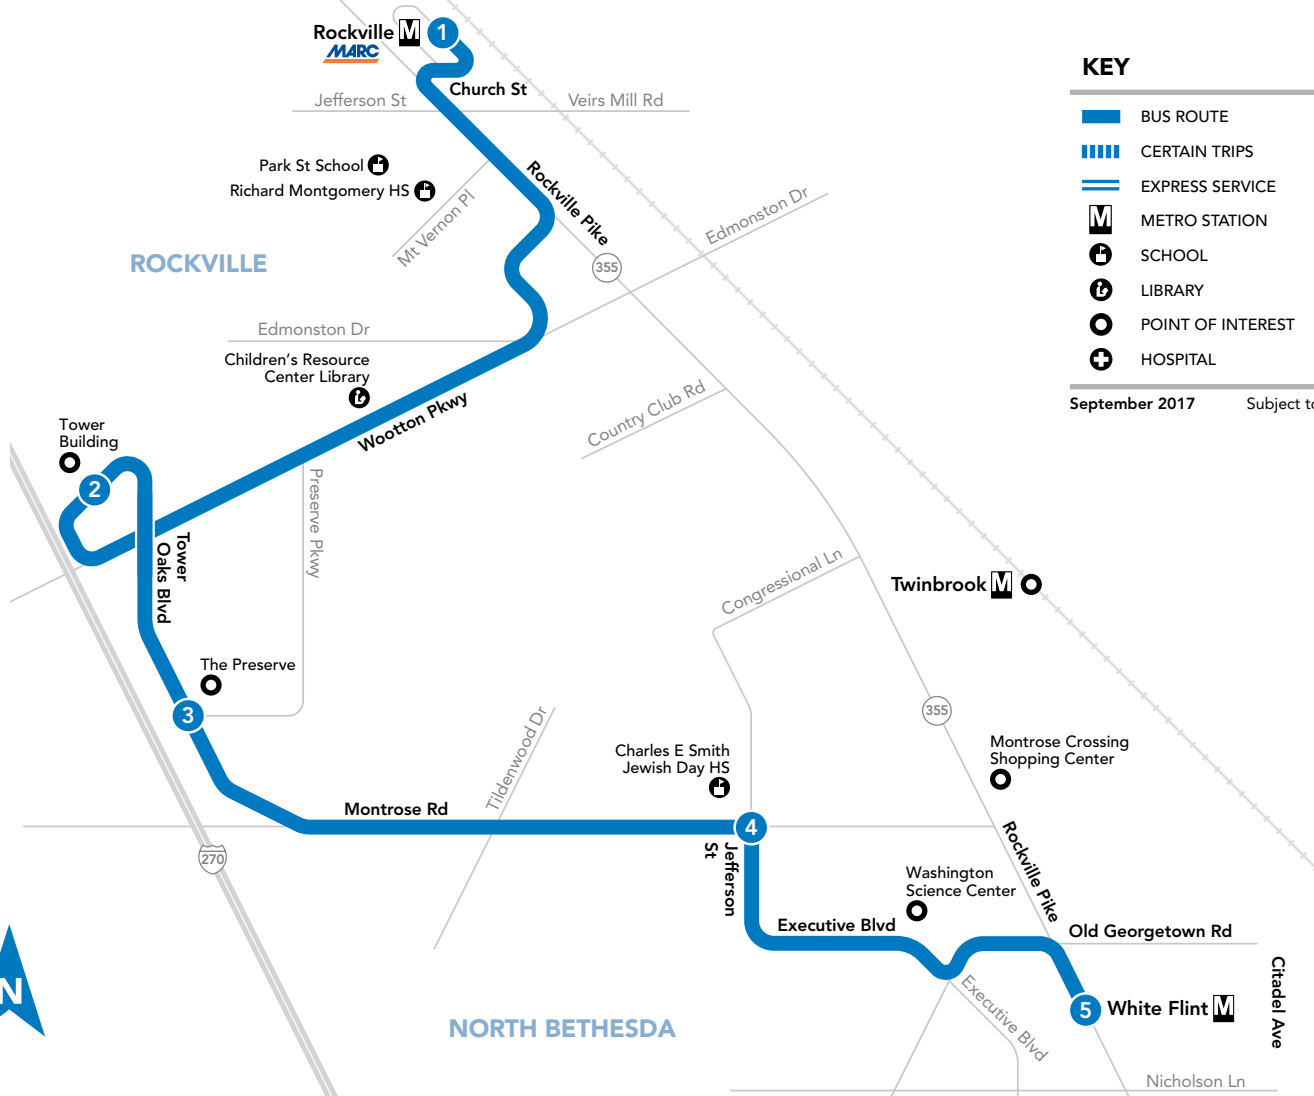 Rockville M
1
MARC
Church St
Jefferson St
Veirs Mill Rd
Park St School
Richard Montgomery HS
Mt Vernon Pl
Rockville Pike
355
Edmonston Dr
ROCKVILLE
Edmonston Dr
Children's Resource
Center Library
Wootton Pkwy
Country Club Rd
Tower
Building
2
Preserve Pkwy
Tower
Oaks Blvd
Congressional Ln
Twinbrook M
The Preserve
3
355
Tildenwood Dr
Charles E Smith
Jewish Day HS
Montrose Crossing
Shopping Center
Montrose Rd
4
270
Jefferson
St
Rockville Pike
Washington
Science Center
Executive Blvd
Old Georgetown Rd
Citadel Ave
Executive Blvd
5
White Flint M
N
NORTH BETHESDA
Nicholson Ln
KEY
BUS ROUTE
CERTAIN TRIPS
EXPRESS SERVICE
M METRO STATION
SCHOOL
LIBRARY
POINT OF INTEREST
HOSPITAL
September 2017 Subject to